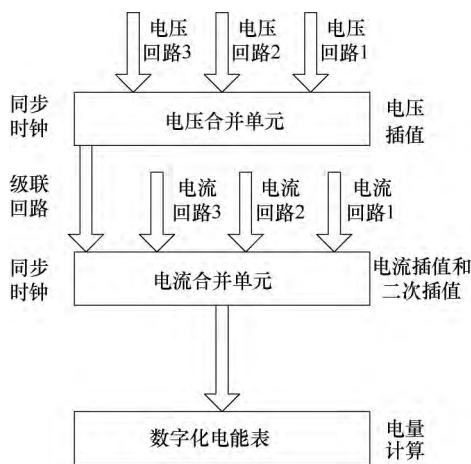 电压
回路3
电压
回路2
电压
回路1
同步
时钟
电压合并单元
电压
插值
级联
回路
电流
回路3
电流
回路2
电流
回路1
同步
时钟
电流合并单元
电流插值和
二次插值
数字化电能表
电量
计算